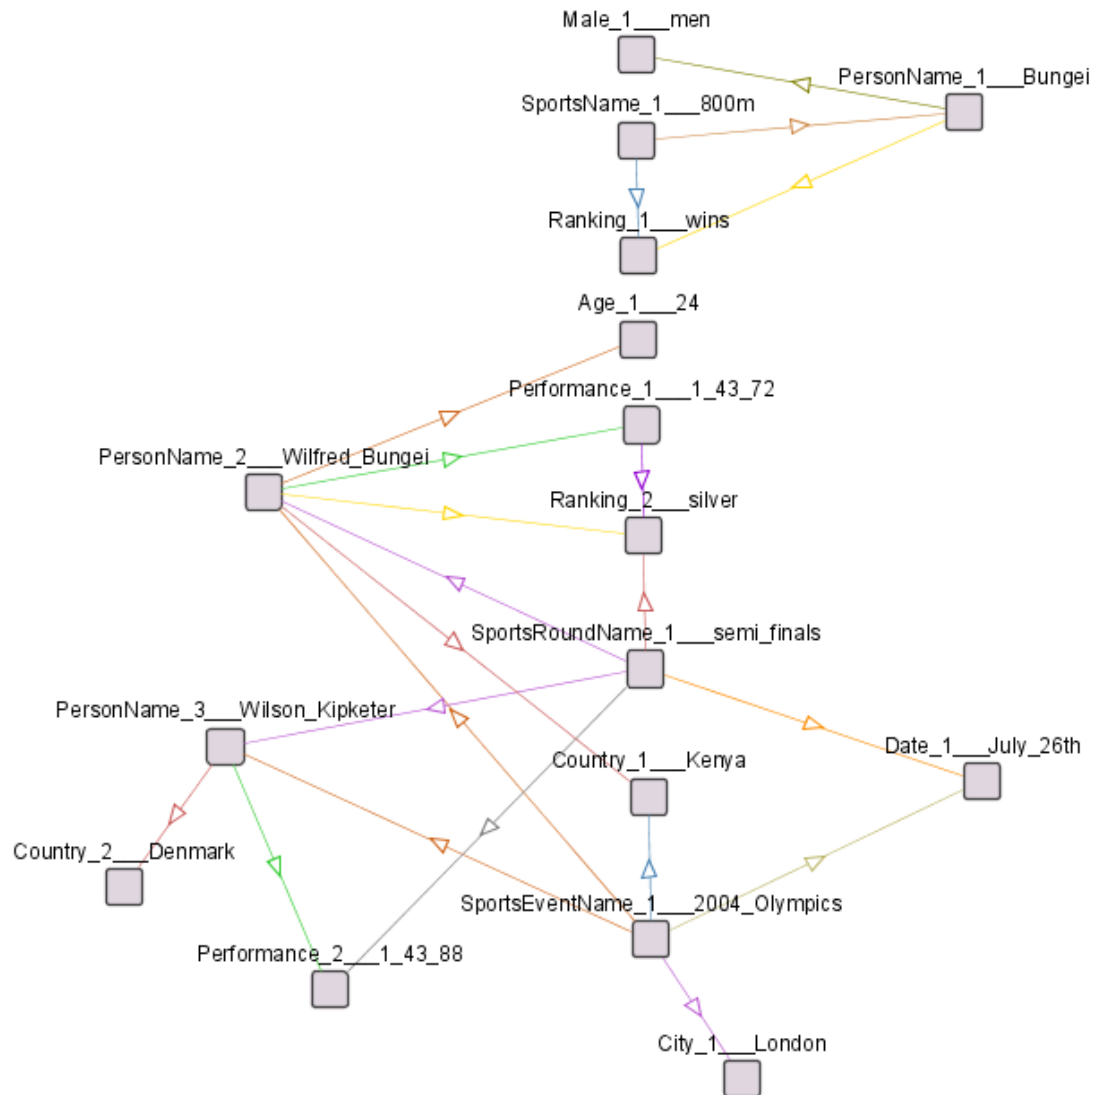 Male_1___men
PersonName_1___Bungei
SportsName_1___800m
Ranking_1___wins
Age_1___24
Performance_1___1_43_72
PersonName_2___Wilfred_Bungei
Ranking_2___silver
SportsRoundName_1___semi_finals
PersonName_3___Wilson_Kipketer
Date_1___July_26th
Country_1___Kenya
Country_2___Denmark
SportsEventName_1___2004_Olympics
Performance_2___1_43_88
City_1___London